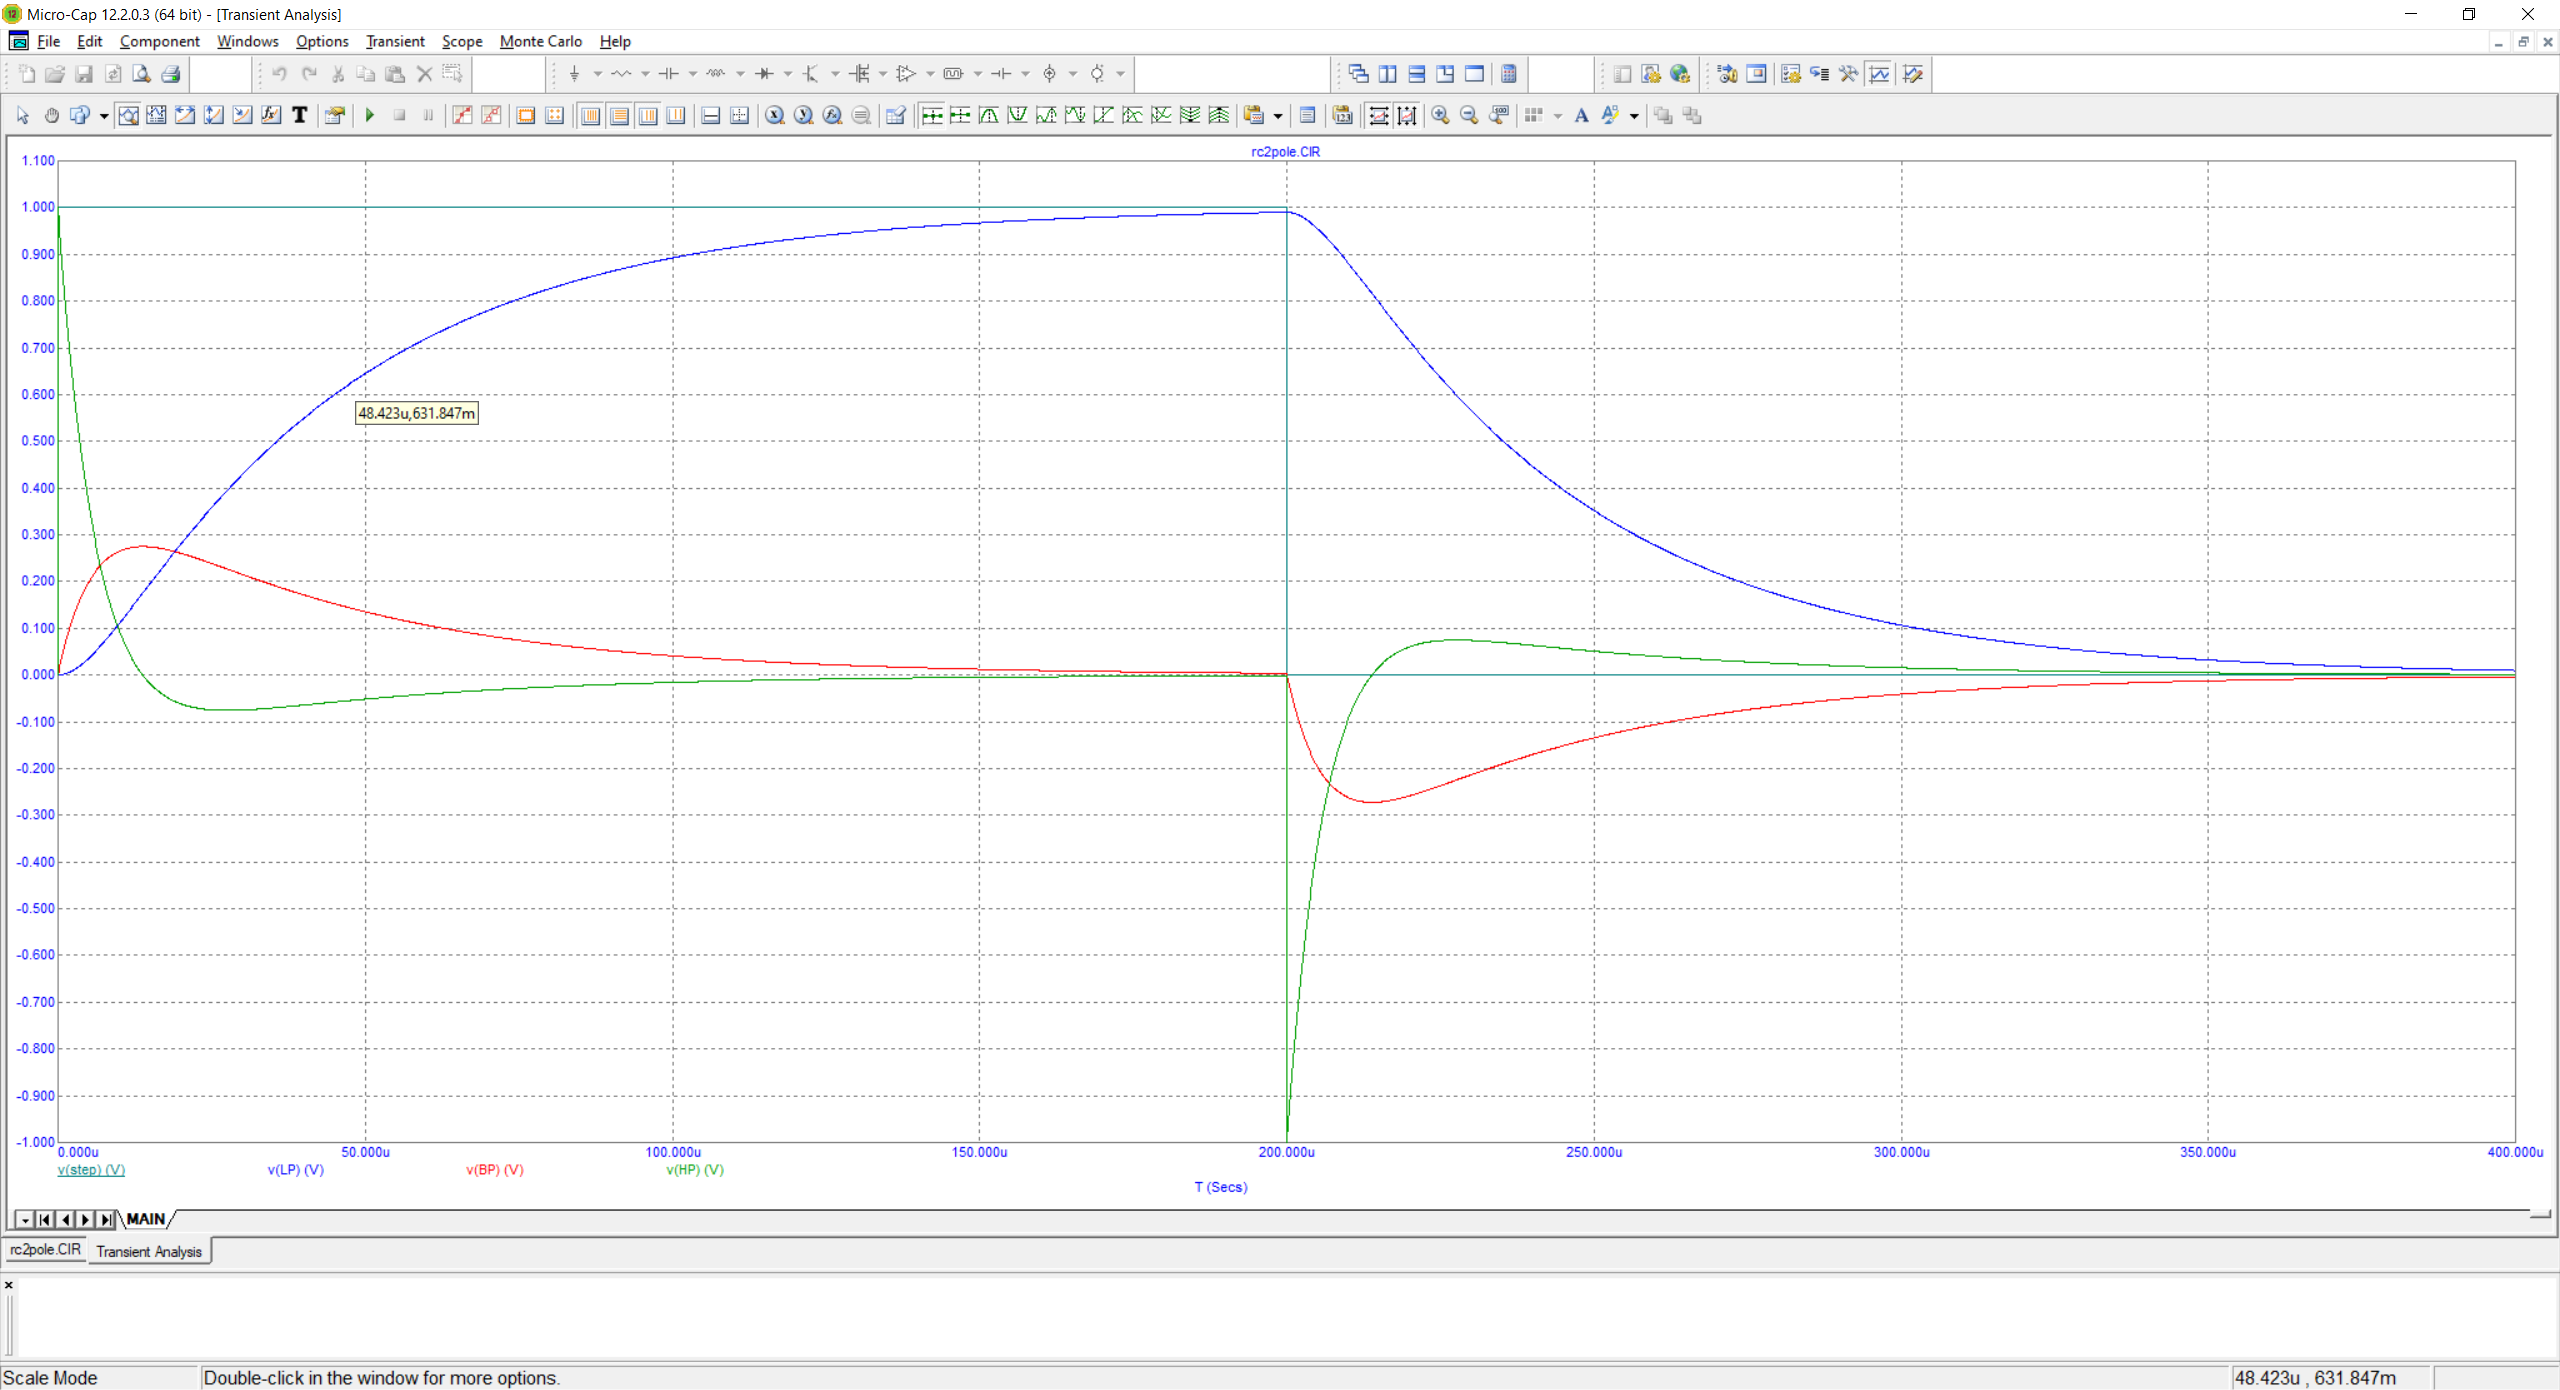 Micro-Cap 12.2.0.3 (64 bit) - [Transient Analysis]
File Edit Component Windows Options Transient Scope Monte Carlo Help
rc2pole.CIR
1.100
1.000
0.900
0.800
0.700
0.600
48.423u,631.847m
0.500
0.400
0.300
0.200
0.100
0.000
-0.100
-0.200
-0.300
-0.400
-0.500
-0.600
-0.700
-0.800
-0.900
-1.000
0.000u 50.000u 100.000u 150.000u 200.000u 250.000u 300.000u 350.000u 400.000u
v(step) (V) v(LP) (V) v(BP) (V) v(HP) (V)
T (Secs)
MAIN
rc2pole.CIR Transient Analysis
Scale Mode Double-click in the window for more options. 48.423u , 631.847m